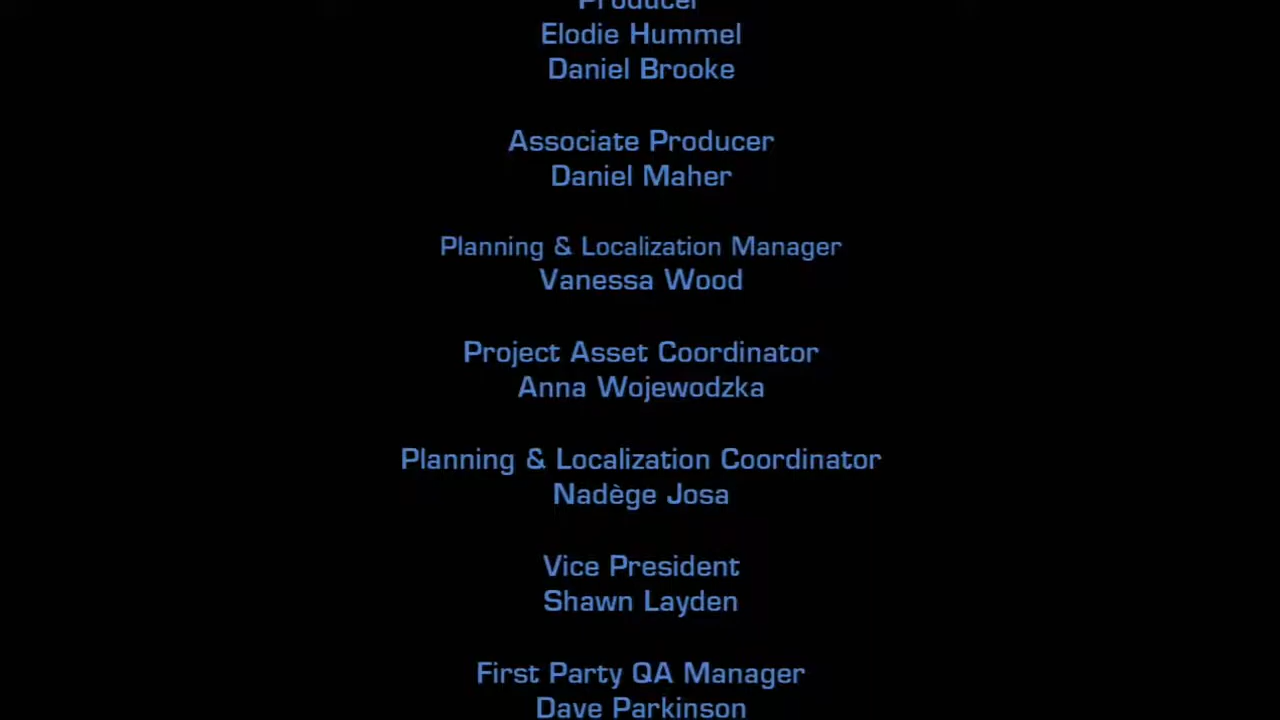 Producer
Elodie Hummel
Daniel Brooke
Associate Producer
Daniel Maher
Planning & Localization Manager
Vanessa Wood
Project Asset Coordinator
Anna Wojewodzka
Planning & Localization Coordinator
Nadège Josa
Vice President
Shawn Layden
First Party QA Manager
Dave Parkinson